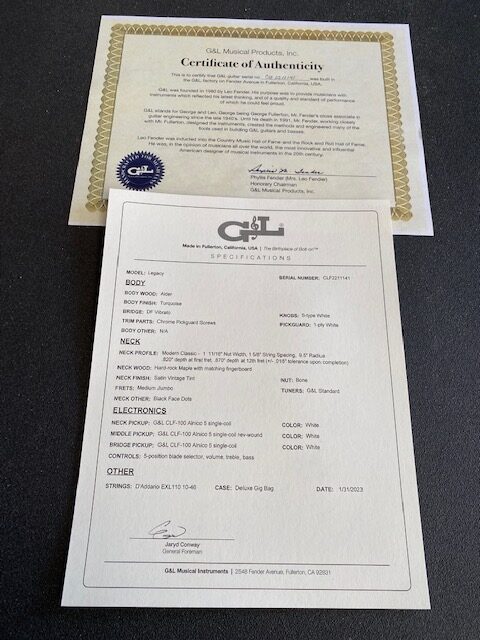 G&L Musical Products, Inc.
Certificate of Authenticity
This is to certify that G&L guitar serial no. CLF2211141 was built in
the G&L factory on Fender Avenue in Fullerton, California, USA.
G&L was founded in 1980 by Leo Fender. His purpose was to provide musicians with
instruments which reflected his latest thinking, and of a quality and standard of performance
of which he could feel proud.
G&L stands for George and Leo, George being George Fullerton, Mr. Fender's close associate in
guitar engineering since the late 1940's. Until his death in 1991, Mr. Fender, working closely
with Mr. Fullerton, designed the instruments, created the methods and engineered many of the
tools used in building G&L guitars and basses.
Leo Fender was inducted into the Country Music Hall of Fame and the Rock and Roll Hall of Fame.
He was, in the opinion of musicians all over the world, the most innovative and influential
American designer of musical instruments in the 20th century.
Phyllis M. Fender
Phyllis Fender (Mrs. Leo Fender)
Honorary Chairman
G&L Musical Products, Inc.
G&L
Made in Fullerton, California, USA | The Birthplace of Bolt-on™
SPECIFICATIONS
MODEL: Legacy SERIAL NUMBER: CLF2211141
BODY
BODY WOOD: Alder
BODY FINISH: Turquoise
BRIDGE: DF Vibrato KNOBS: S-type White
TRIM PARTS: Chrome Pickguard Screws PICKGUARD: 1-ply White
BODY OTHER: N/A
NECK
NECK PROFILE: Modern Classic - 1 11/16" Nut Width, 1 5/8" String Spacing, 9.5" Radius
.820" depth at first fret, .870" depth at 12th fret (+/- .015" tolerance upon completion)
NECK WOOD: Hard-rock Maple with matching fingerboard
NECK FINISH: Satin Vintage Tint NUT: Bone
FRETS: Medium Jumbo TUNERS: G&L Standard
NECK OTHER: Black Face Dots
ELECTRONICS
NECK PICKUP: G&L CLF-100 Alnico 5 single-coil COLOR: White
MIDDLE PICKUP: G&L CLF-100 Alnico 5 single-coil rev-wound COLOR: White
BRIDGE PICKUP: G&L CLF-100 Alnico 5 single-coil COLOR: White
CONTROLS: 5-position blade selector, volume, treble, bass
OTHER
STRINGS: D'Addario EXL110 10-46 CASE: Deluxe Gig Bag DATE: 1/31/2023
Jaryd Conway
General Foreman
G&L Musical Instruments | 2548 Fender Avenue, Fullerton, CA 92831